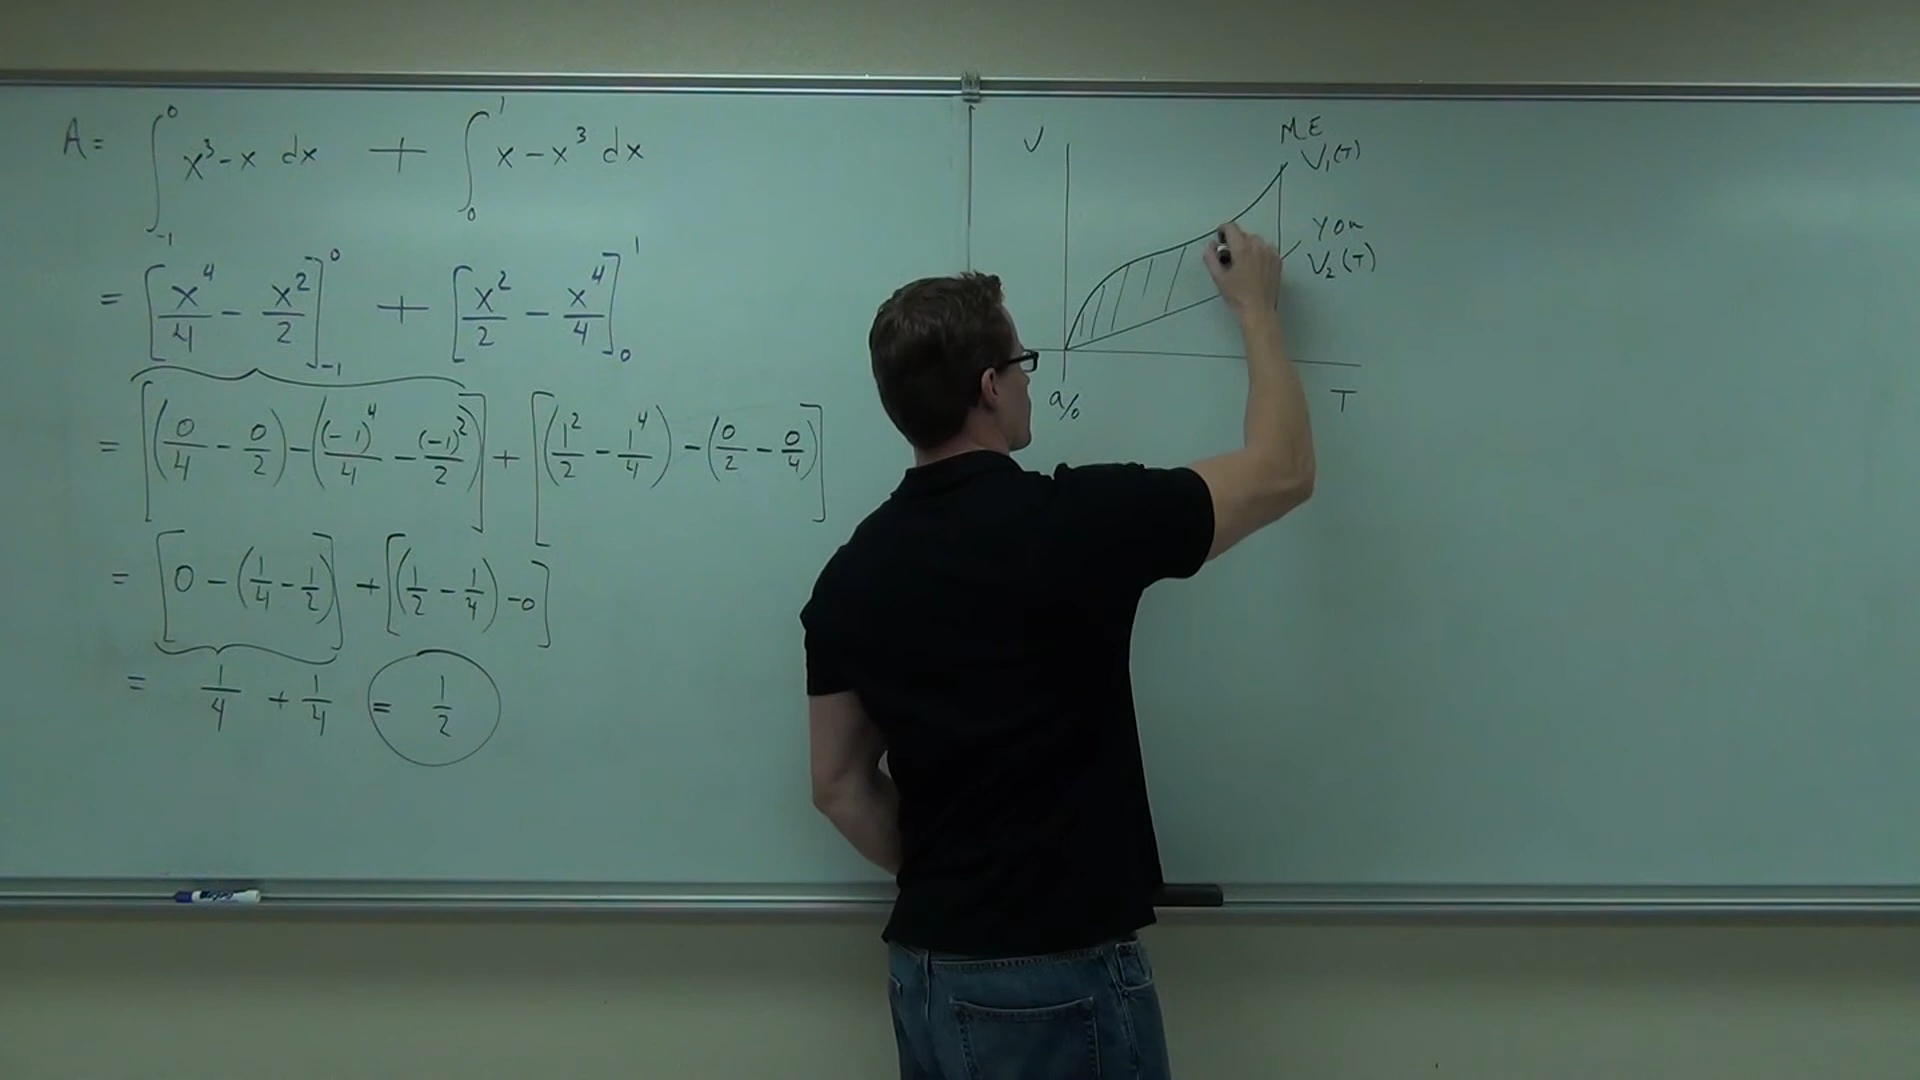 A = ∫_{-1}^{0} x³ - x dx + ∫_{0}^{1} x - x³ dx
= [x⁴/4 - x²/2]_{-1}^{0} + [x²/2 - x⁴/4]_{0}^{1}
= [(0/4 - 0/2) - ((-1)⁴/4 - (-1)²/2)] + [(1²/2 - 1⁴/4) - (0/2 - 0/4)]
= [0 - (1/4 - 1/2)] + [(1/2 - 1/4) - 0]
= 1/4 + 1/4 = 1/2
V
ME
V₁(T)
YOU
V₂(T)
a/0
T